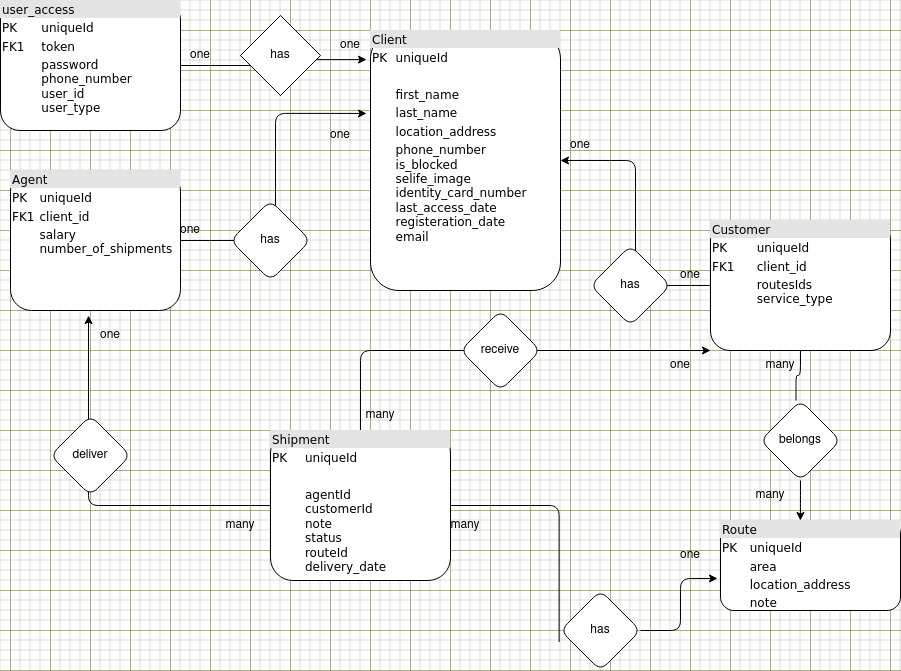 user_access
PK uniqueId
FK1 token
password
phone_number
user_id
user_type
one
has
one
Client
PK uniqueId
first_name
last_name
location_address
phone_number
is_blocked
selife_image
identity_card_number
last_access_date
registeration_date
email
one
Agent
PK uniqueId
FK1 client_id
salary
number_of_shipments
one
has
one
has
one
Customer
PK uniqueId
FK1 client_id
routesIds
service_type
one
receive
one
many
many
deliver
belongs
Shipment
PK uniqueId
agentId
customerId
note
status
routeId
delivery_date
many
many
many
one
Route
PK uniqueId
area
location_address
note
has